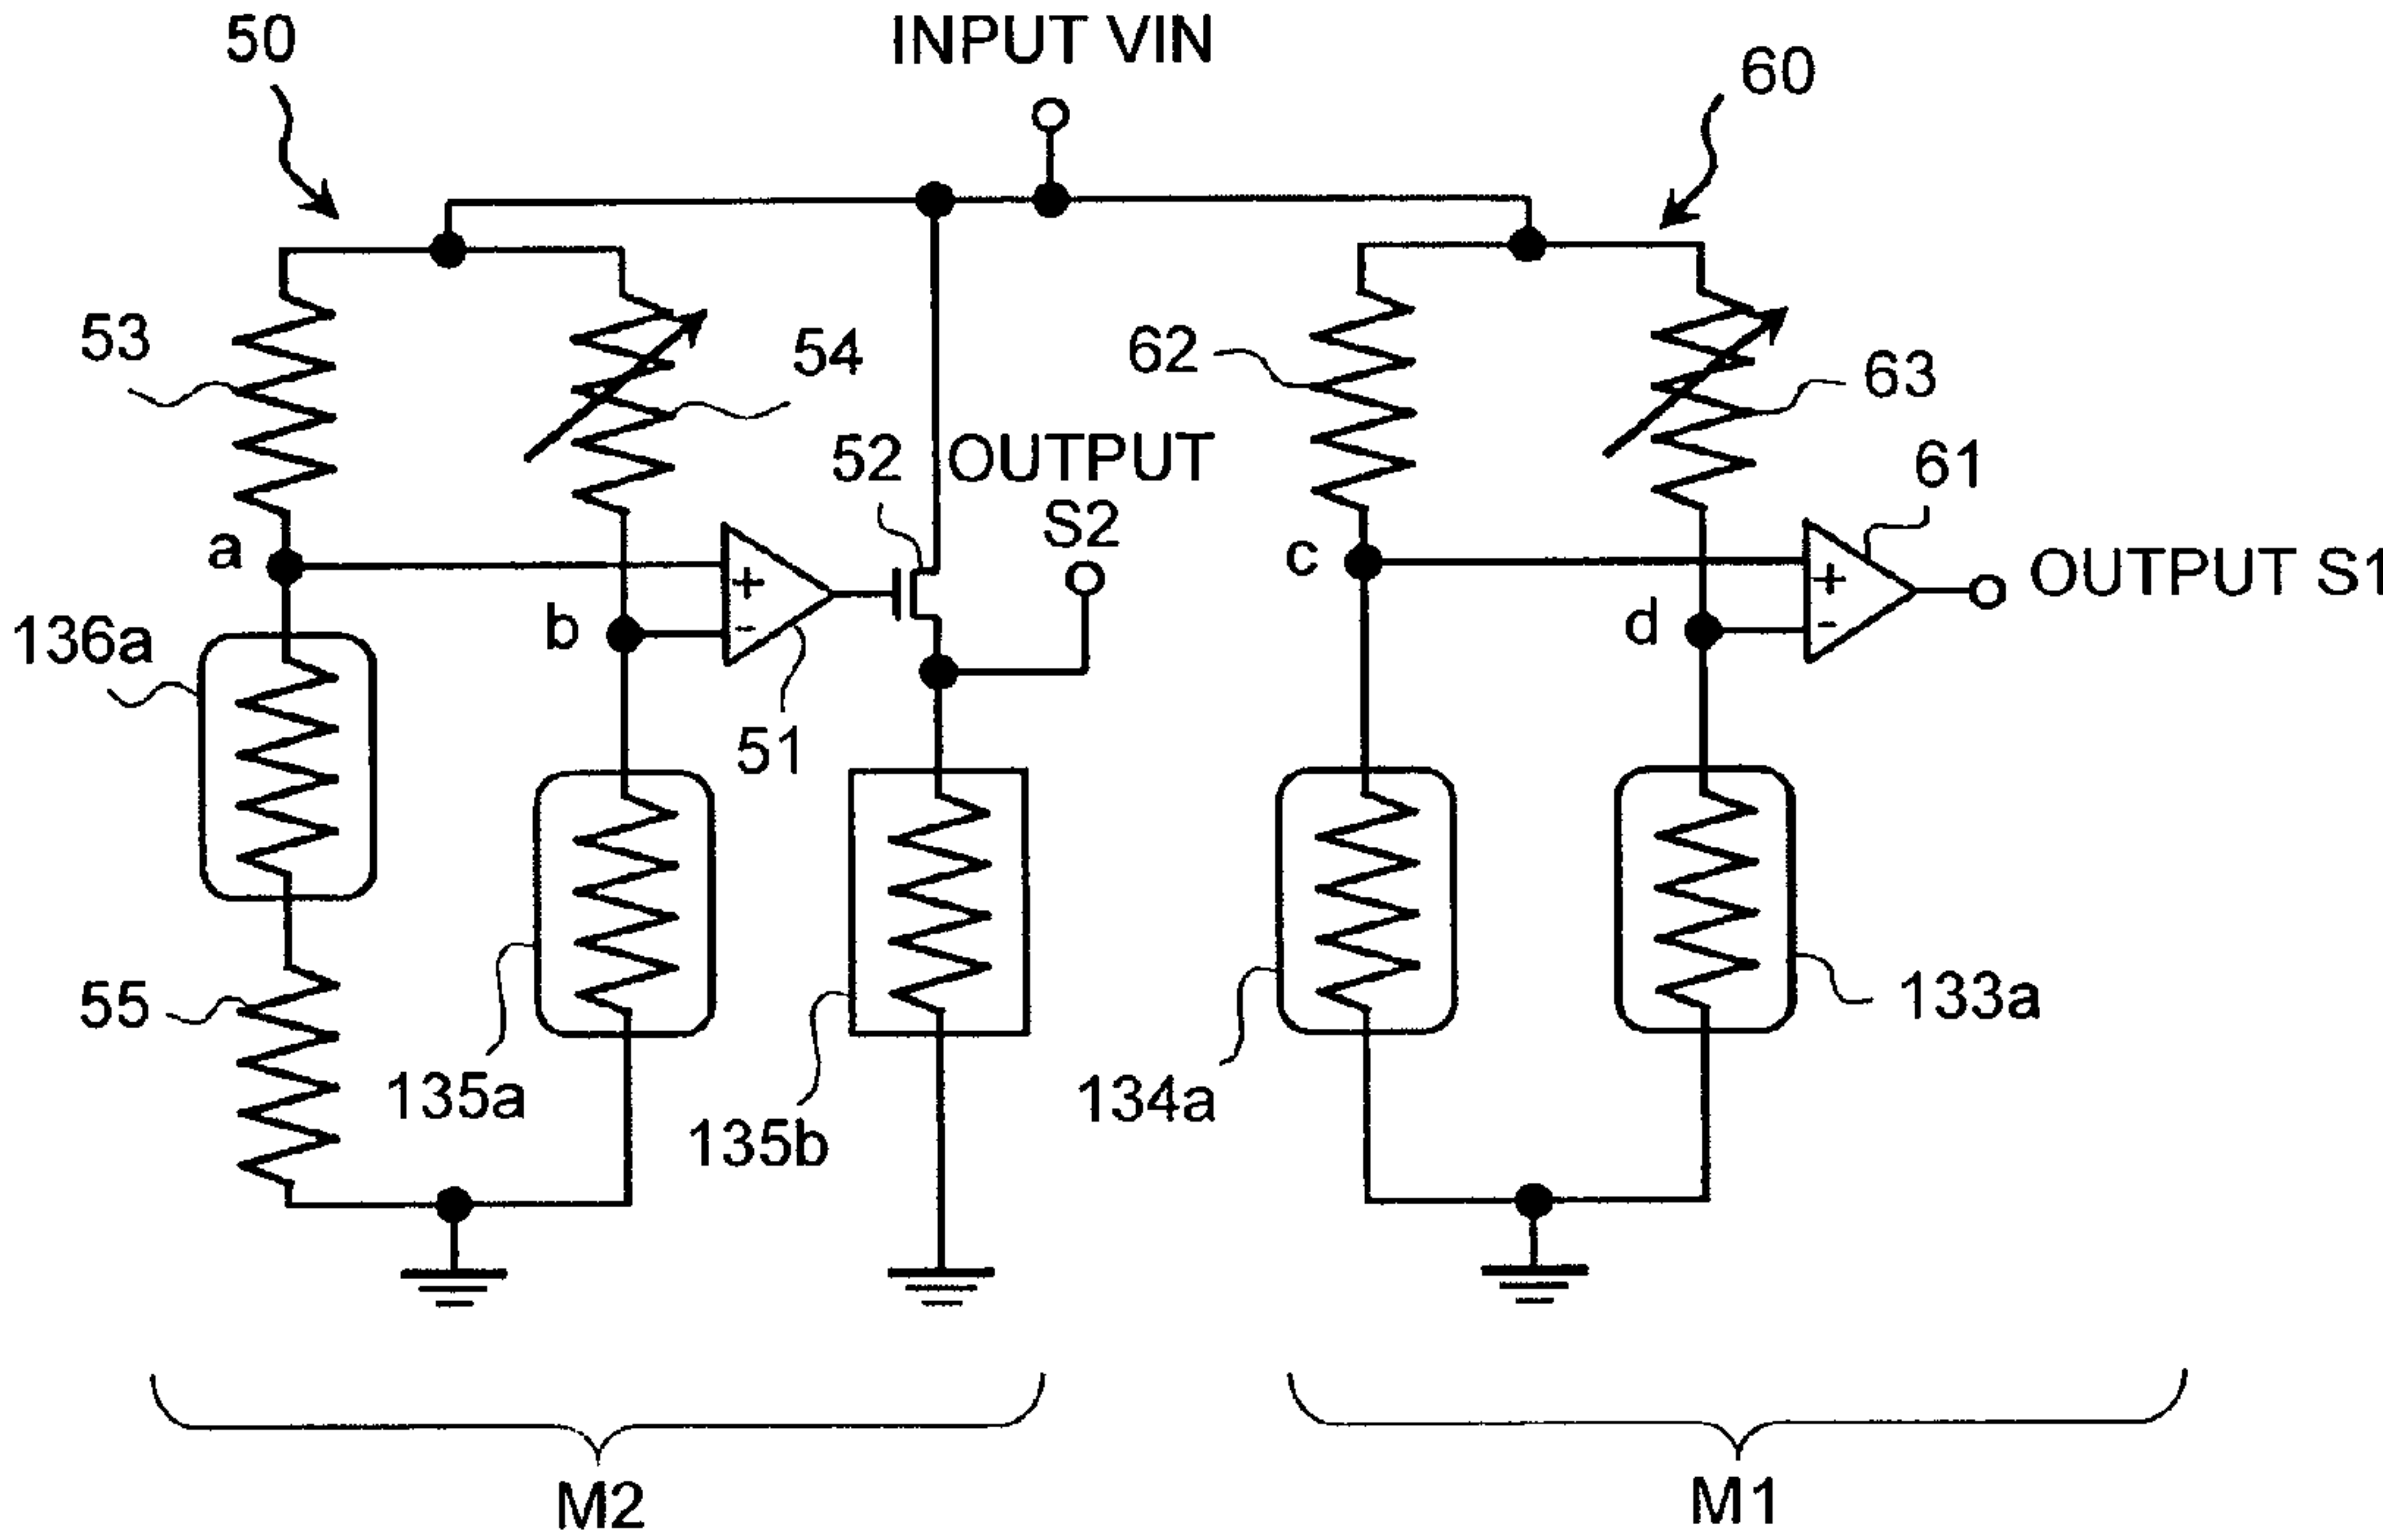 50
INPUT VIN
60
53
54
62
63
52
OUTPUT
S2
61
a
c
OUTPUT S1
+
+
136a
b
-
d
-
51
55
135a
135b
134a
133a
M2
M1